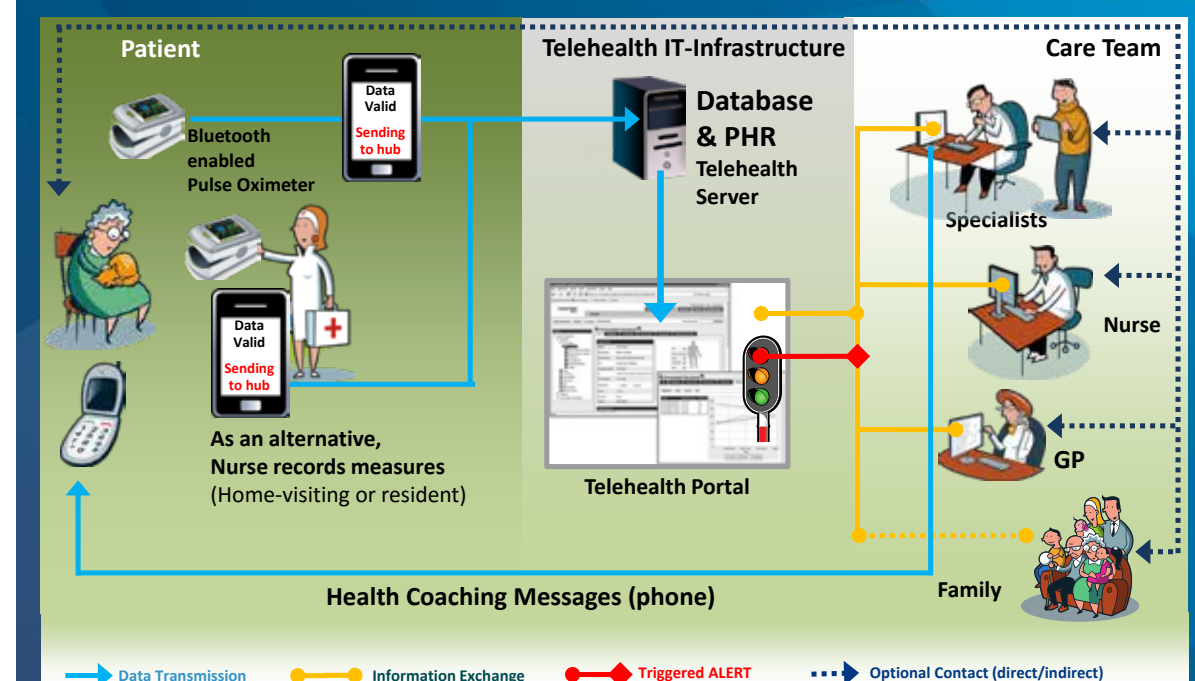 Patient
Telehealth IT-Infrastructure
Care Team
Data
Valid
Sending
to hub
Bluetooth
enabled
Pulse Oximeter
Database
& PHR
Telehealth
Server
Specialists
Data
Valid
Sending
to hub
Nurse
As an alternative,
Nurse records measures
(Home-visiting or resident)
Telehealth Portal
GP
Family
Health Coaching Messages (phone)
Data Transmission
Information Exchange
Triggered ALERT
Optional Contact (direct/indirect)